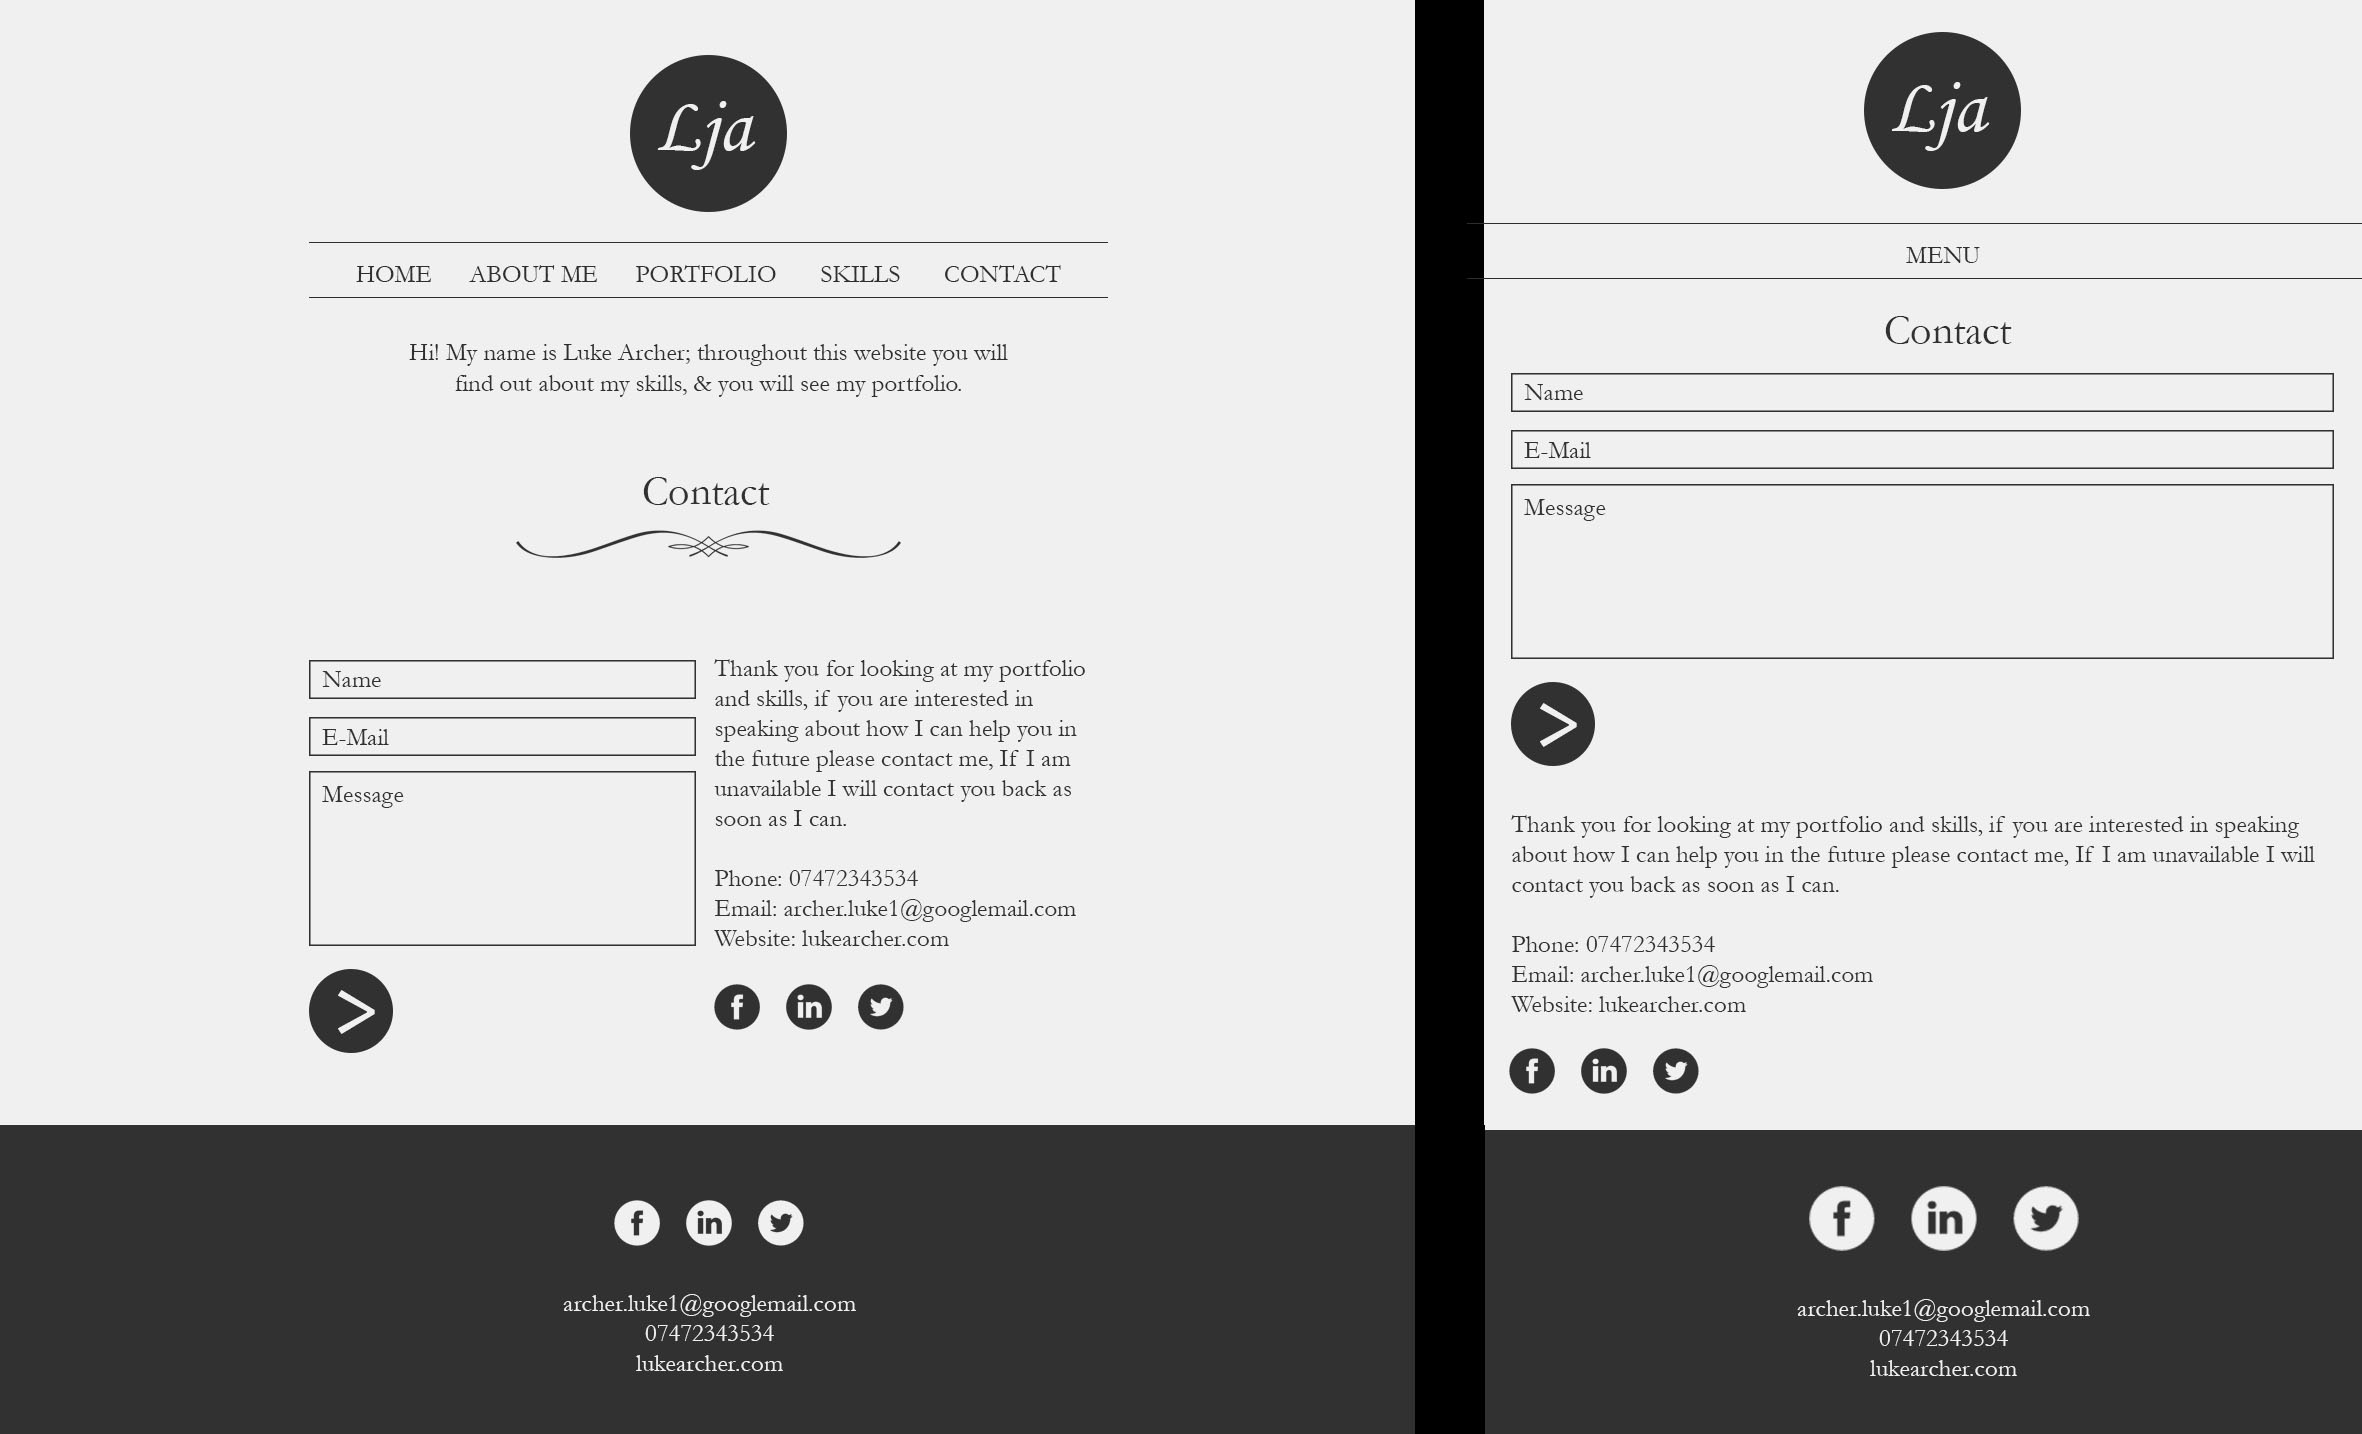 Lja
HOME ABOUT ME PORTFOLIO SKILLS CONTACT
Hi! My name is Luke Archer; throughout this website you will
find out about my skills, & you will see my portfolio.
Contact
Name
E-Mail
Message
>
Thank you for looking at my portfolio
and skills, if you are interested in
speaking about how I can help you in
the future please contact me, If I am
unavailable I will contact you back as
soon as I can.
Phone: 07472343534
Email: archer.luke1@googlemail.com
Website: lukearcher.com
f in
f in
archer.luke1@googlemail.com
07472343534
lukearcher.com
Lja
MENU
Contact
Name
E-Mail
Message
>
Thank you for looking at my portfolio and skills, if you are interested in speaking
about how I can help you in the future please contact me, If I am unavailable I will
contact you back as soon as I can.
Phone: 07472343534
Email: archer.luke1@googlemail.com
Website: lukearcher.com
f in
f in
archer.luke1@googlemail.com
07472343534
lukearcher.com